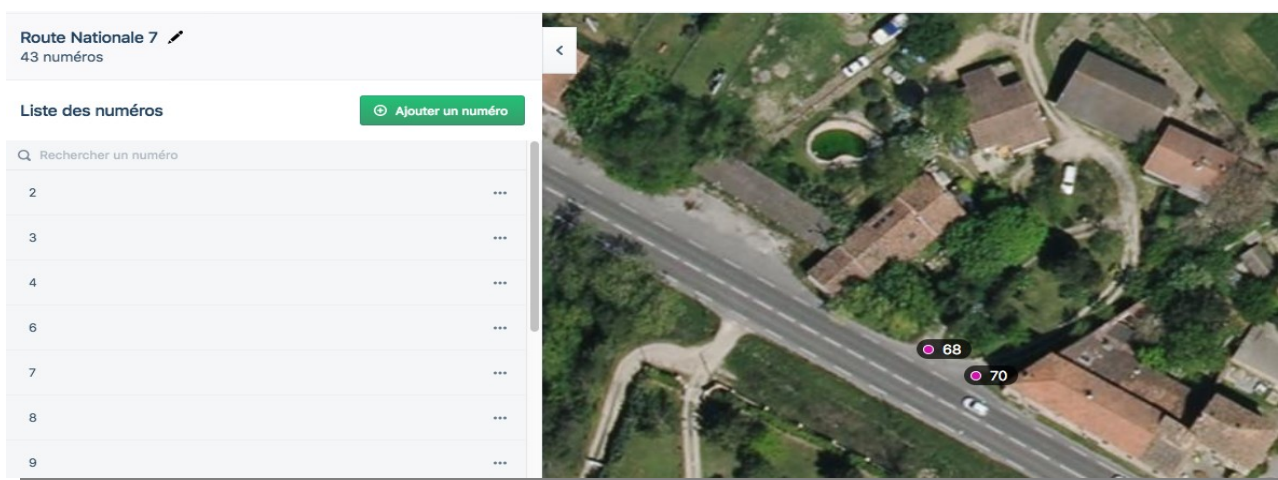 Route Nationale 7
43 numéros
Liste des numéros
Ajouter un numéro
Rechercher un numéro
2
3
4
6
7
8
9
68
70